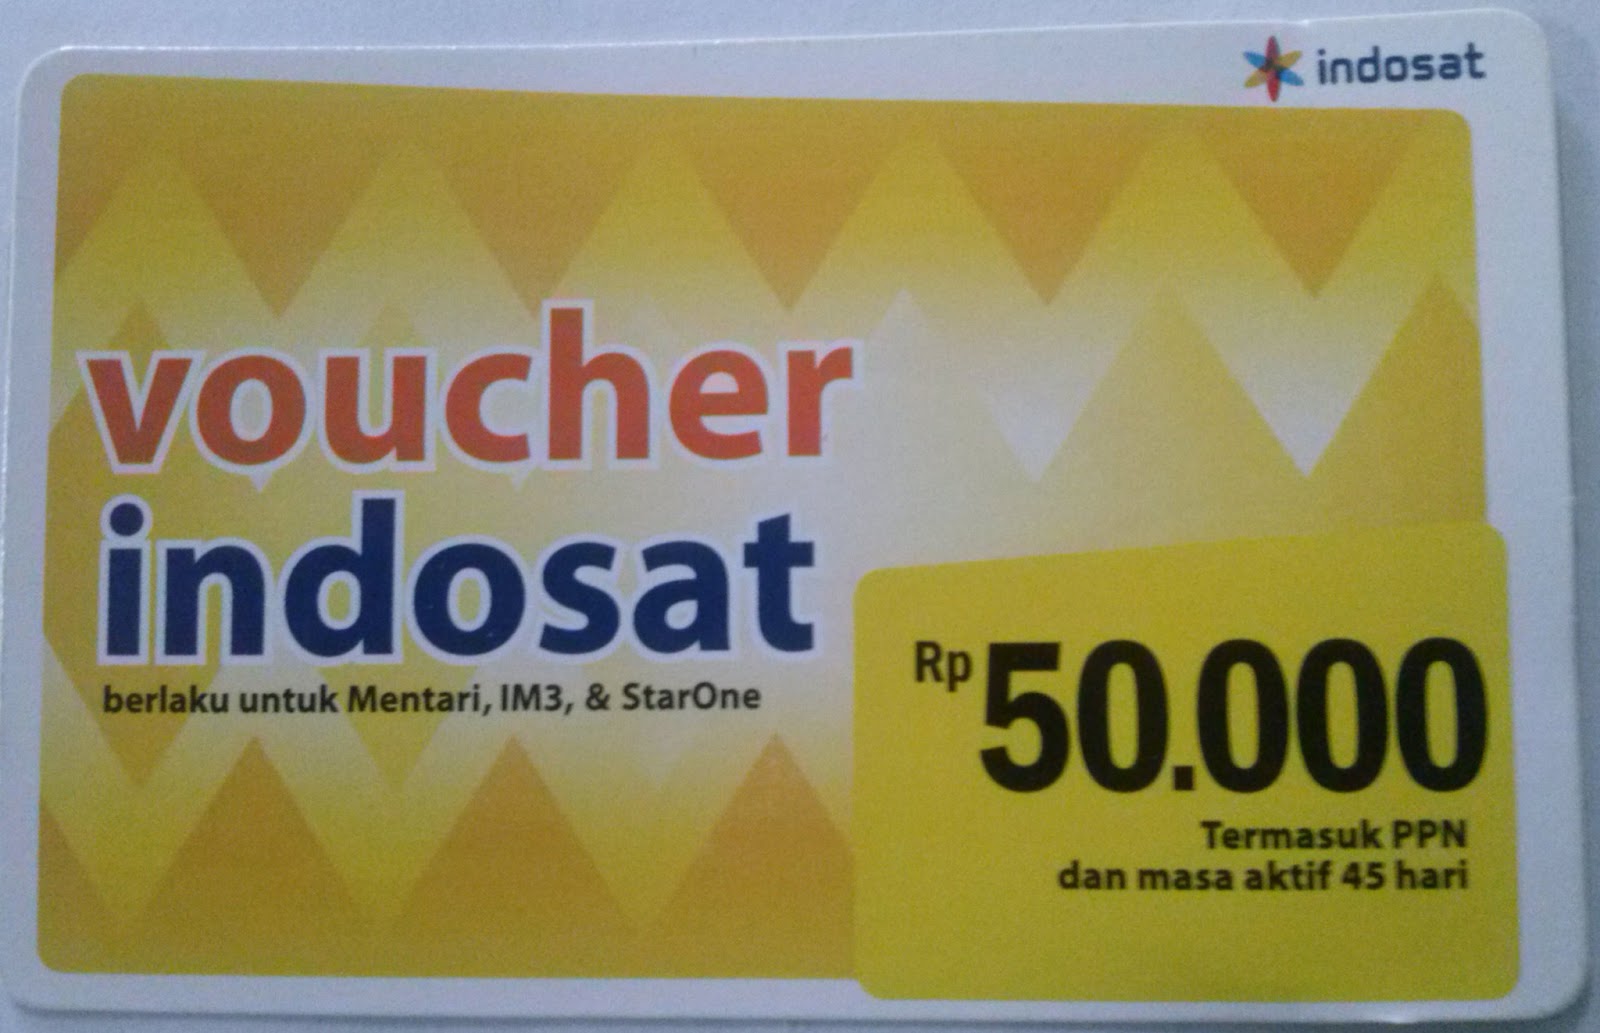 indosat
voucher
indosat
berlaku untuk Mentari, IM3, & StarOne
Rp 50.000
Termasuk PPN
dan masa aktif 45 hari